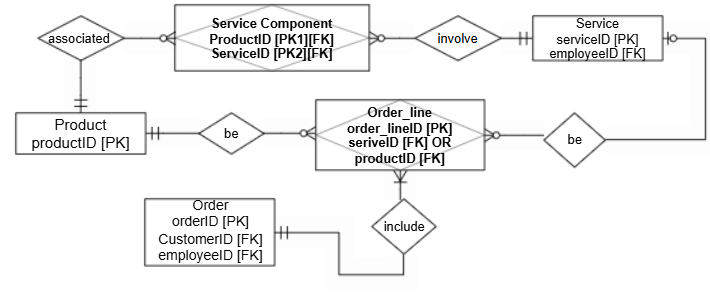 Service Component
ProductID [PK1][FK]
ServiceID [PK2][FK]
associated
involve
Service
serviceID [PK]
employeeID [FK]
Product
productID [PK]
be
Order_line
order_lineID [PK]
seriveID [FK] OR
productID [FK]
be
Order
orderID [PK]
CustomerID [FK]
employeeID [FK]
include